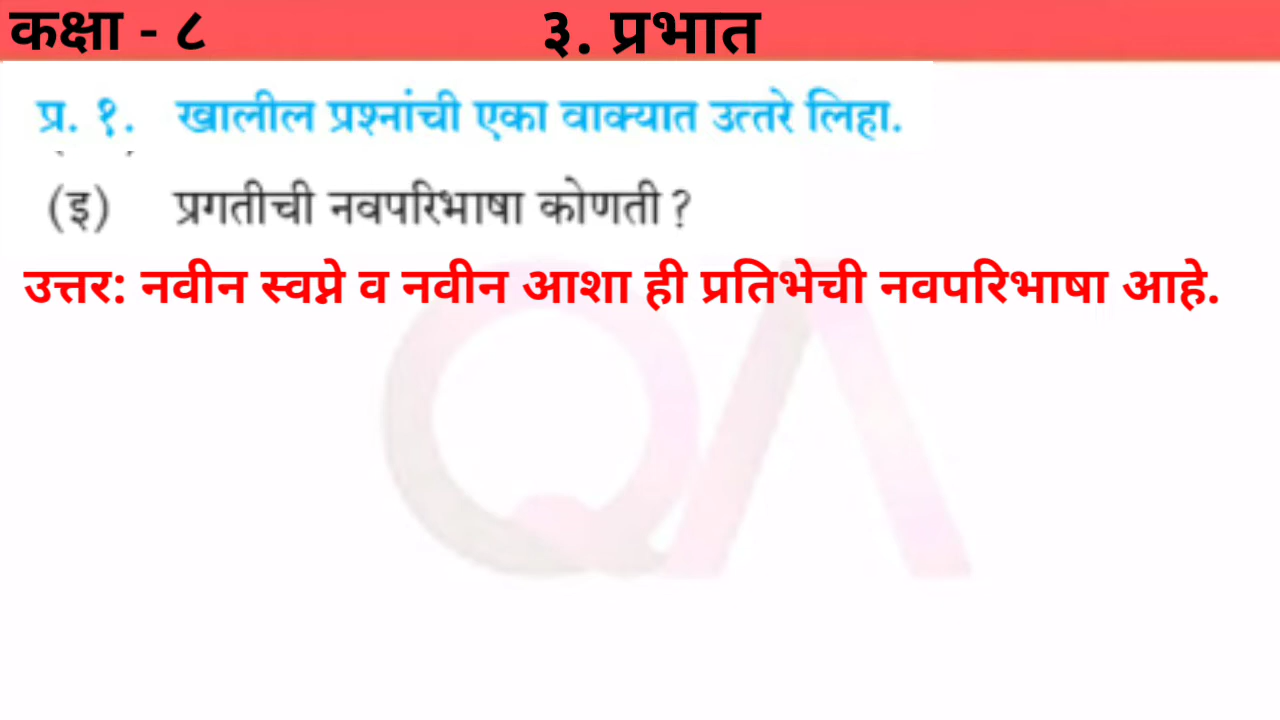 कक्षा - ८
३. प्रभात
प्र. १. खालील प्रश्नांची एका वाक्यात उत्तरे लिहा.
(इ) प्रगतीची नवपरिभाषा कोणती ?
उत्तर: नवीन स्वप्ने व नवीन आशा ही प्रतिभेची नवपरिभाषा आहे.
QA